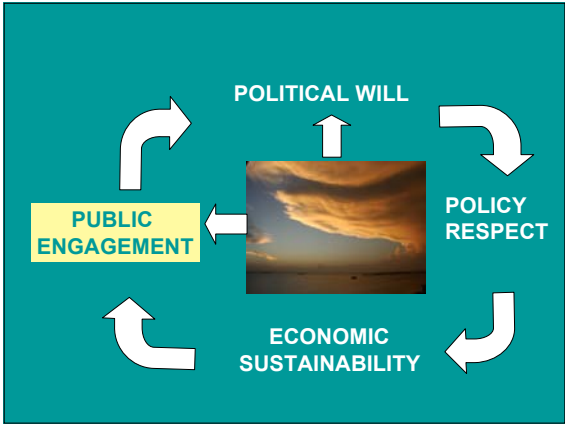 POLITICAL WILL
POLICY
RESPECT
PUBLIC
ENGAGEMENT
ECONOMIC
SUSTAINABILITY